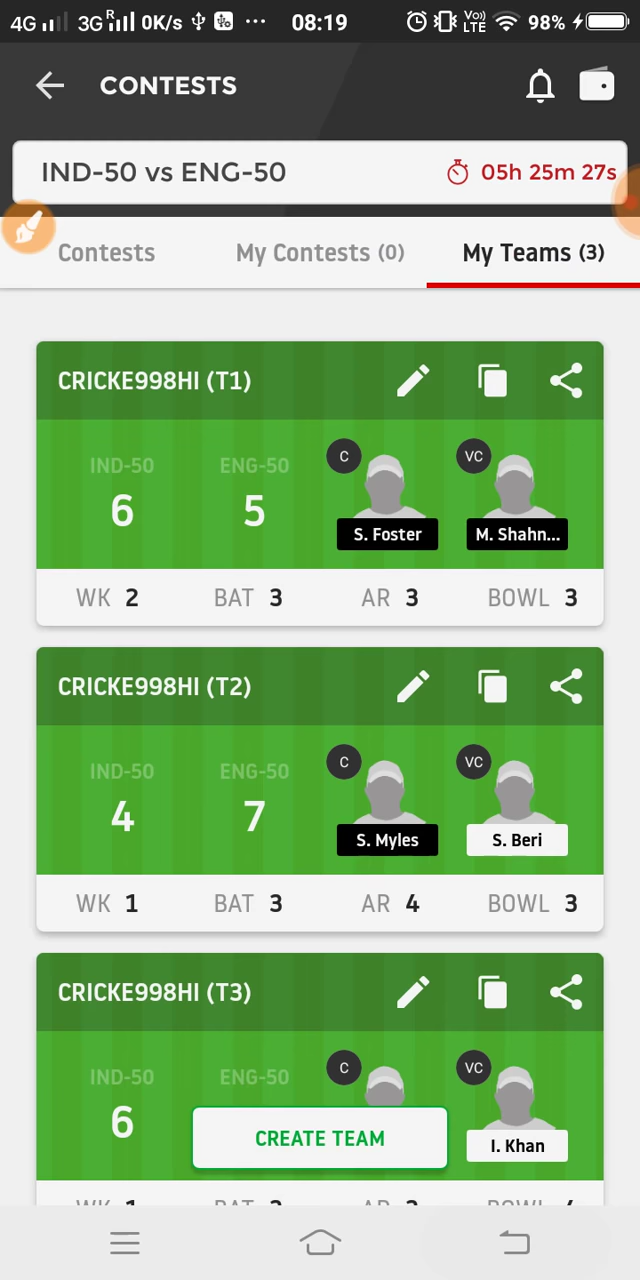 4G 3G R 0K/s ... 08:19 Vo)) LTE 98%
CONTESTS
IND-50 vs ENG-50 05h 25m 27s
Contests My Contests (0) My Teams (3)
CRICKE998HI (T1)
IND-50 ENG-50 C VC
6 5
S. Foster M. Shahn...
WK 2 BAT 3 AR 3 BOWL 3
CRICKE998HI (T2)
IND-50 ENG-50 C VC
4 7
S. Myles S. Beri
WK 1 BAT 3 AR 4 BOWL 3
CRICKE998HI (T3)
IND-50 ENG-50 C VC
6
CREATE TEAM I. Khan